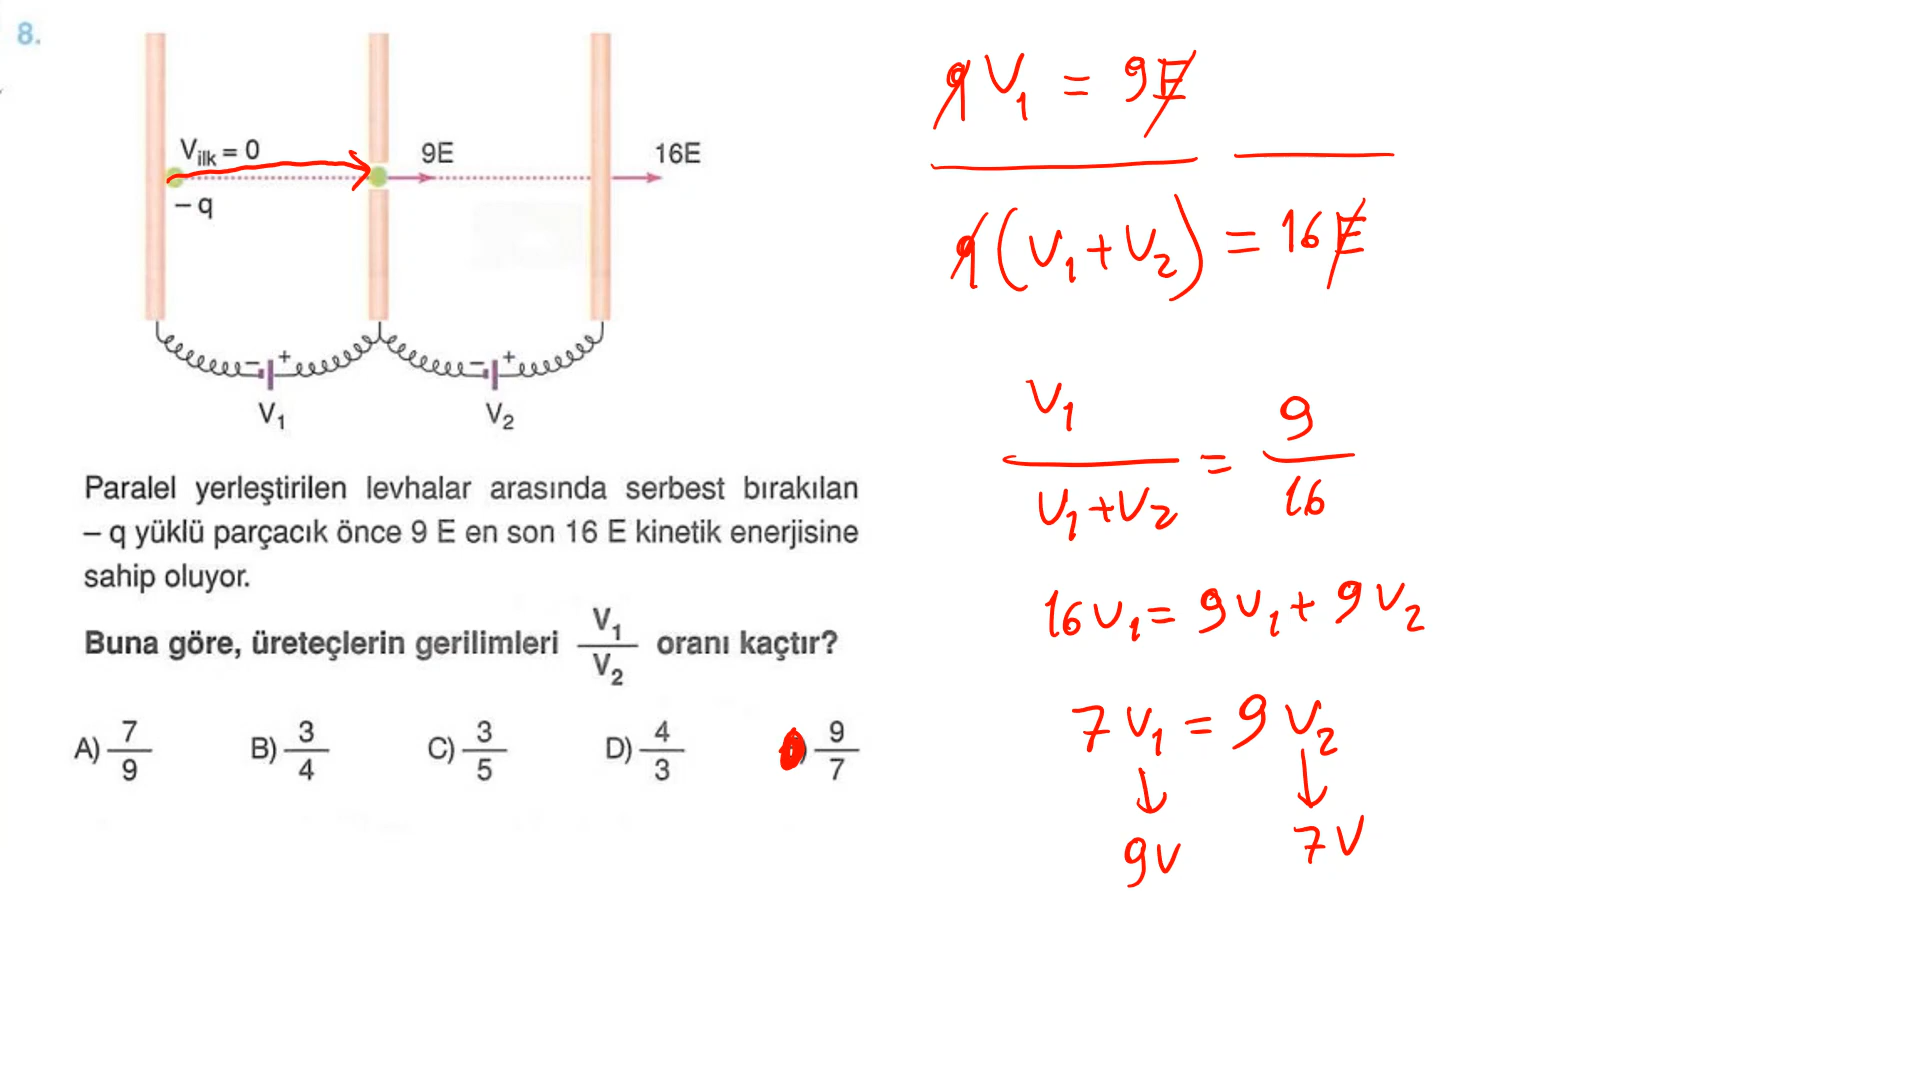 8.
V_ilk = 0
9E
16E
– q
– +
– +
V₁
V₂
Paralel yerleştirilen levhalar arasında serbest bırakılan
– q yüklü parçacık önce 9 E en son 16 E kinetik enerjisine
sahip oluyor.
Buna göre, üreteçlerin gerilimleri V₁/V₂ oranı kaçtır?
A) 7/9 B) 3/4 C) 3/5 D) 4/3 ) 9/7
qV₁ = 9E
q(V₁+V₂) = 16E
V₁/(V₁+V₂) = 9/16
16V₁ = 9V₁ + 9V₂
7V₁ = 9V₂
↓ ↓
9V 7V